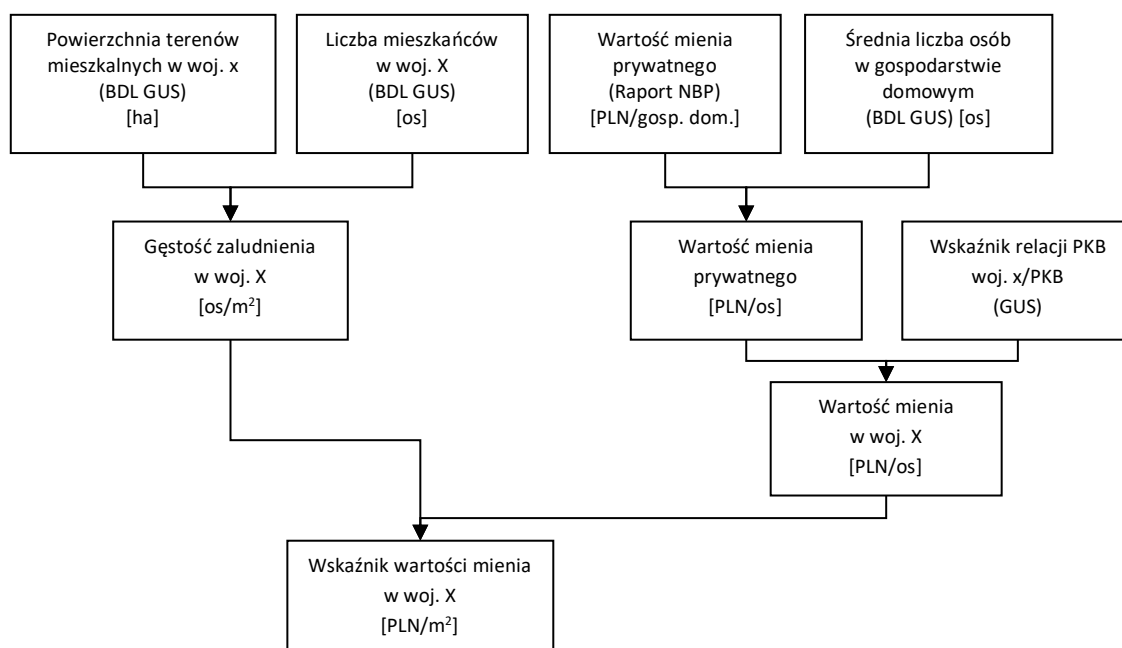 Powierzchnia terenów
mieszkalnych w woj. x
(BDL GUS)
[ha]
Liczba mieszkańców
w woj. X
(BDL GUS)
[os]
Wartość mienia
prywatnego
(Raport NBP)
[PLN/gosp. dom.]
Średnia liczba osób
w gospodarstwie
domowym
(BDL GUS) [os]
Gęstość zaludnienia
w woj. X
[os/m²]
Wartość mienia
prywatnego
[PLN/os]
Wskaźnik relacji PKB
woj. x/PKB
(GUS)
Wartość mienia
w woj. X
[PLN/os]
Wskaźnik wartości mienia
w woj. X
[PLN/m²]